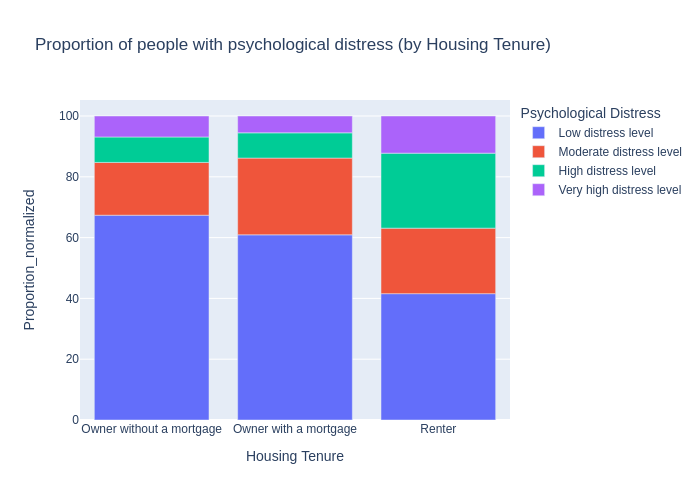 Proportion of people with psychological distress (by Housing Tenure)
Psychological Distress
Low distress level
Moderate distress level
High distress level
Very high distress level
Proportion_normalized
100
80
60
40
20
0
Owner without a mortgage
Owner with a mortgage
Renter
Housing Tenure